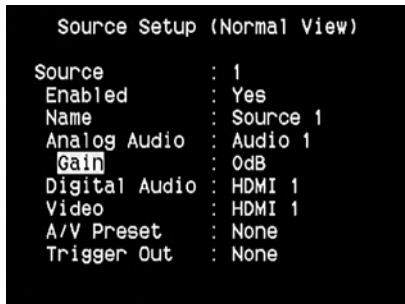 Source Setup (Normal View)
Source : 1
Enabled : Yes
Name : Source 1
Analog Audio : Audio 1
Gain : 0dB
Digital Audio : HDMI 1
Video : HDMI 1
A/V Preset : None
Trigger Out : None